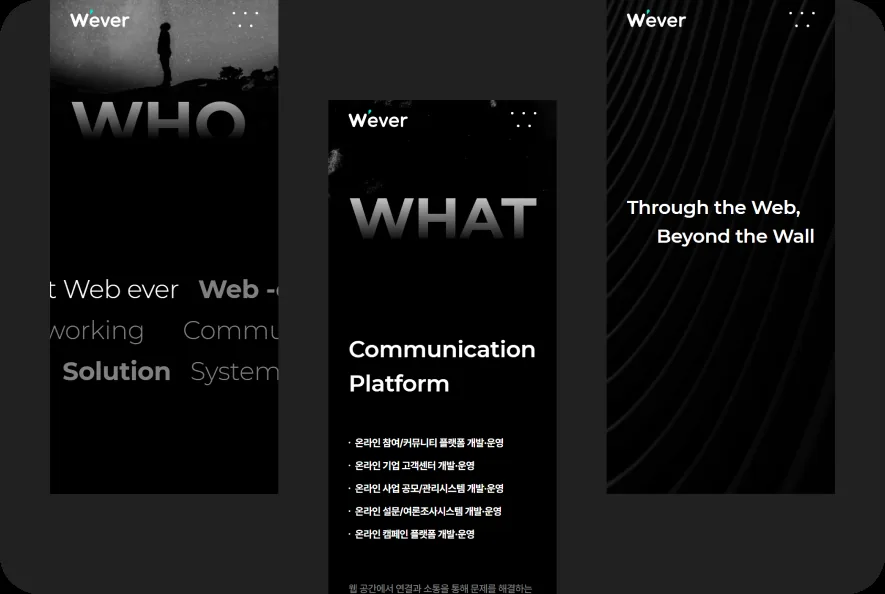 Wever
WHO
t Web ever Web -
working Commu
Solution System
Wever
WHAT
Communication
Platform
· 온라인 참여/커뮤니티 플랫폼 개발·운영
· 온라인 기업 고객센터 개발·운영
· 온라인 사업 공모/관리시스템 개발·운영
· 온라인 설문/여론조사시스템 개발·운영
· 온라인 캠페인 플랫폼 개발·운영
웹 공간에서 연결과 소통을 통해 문제를 해결하는
Wever
Through the Web,
Beyond the Wall